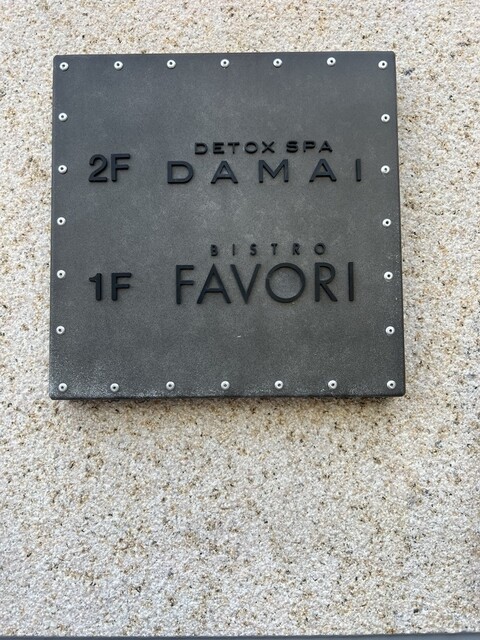 DETOX SPA
2F DAMAI
BISTRO
1F FAVORI